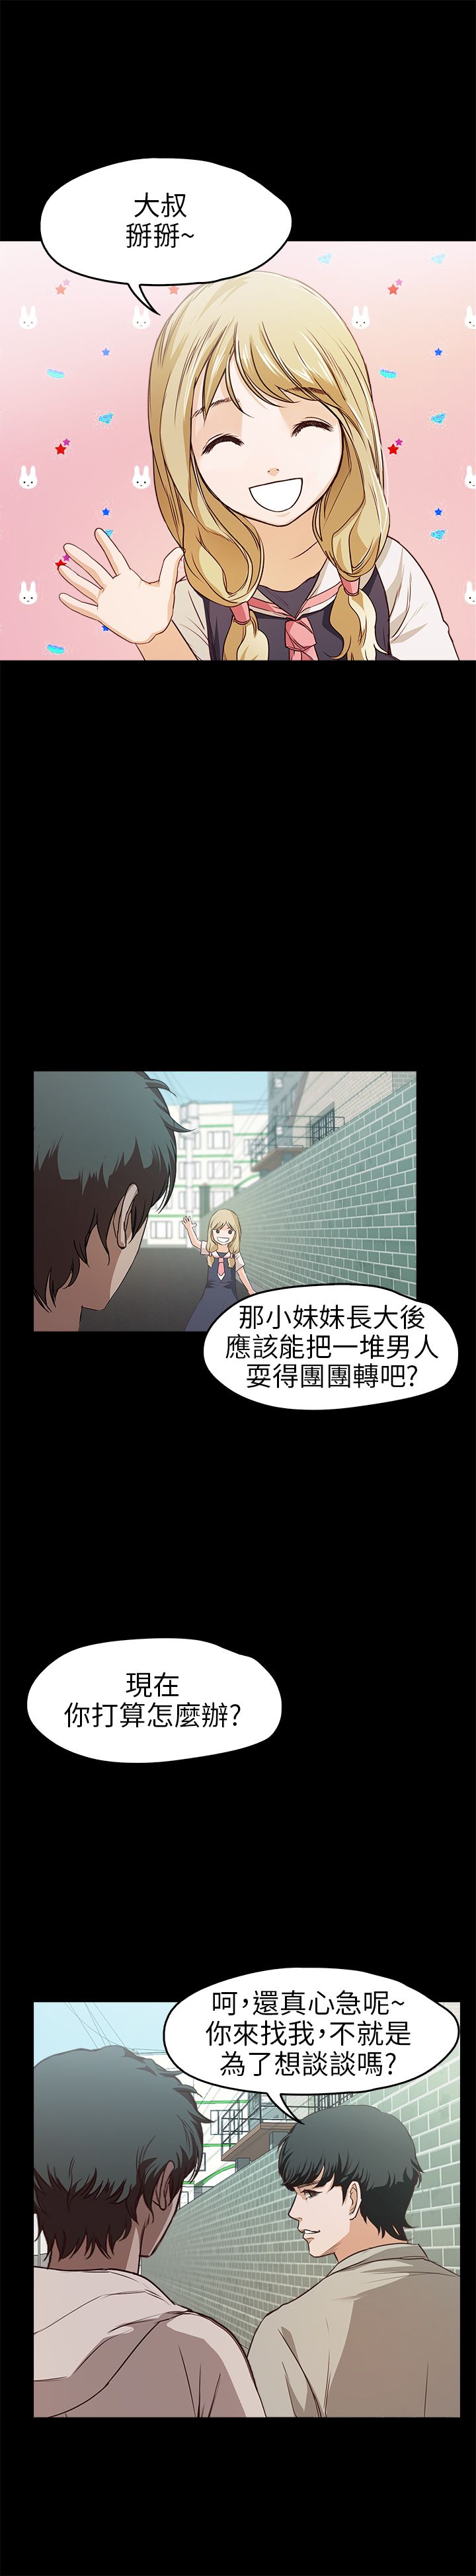 大叔
掰掰~
那小妹妹長大後
應該能把一堆男人
耍得團團轉吧?
現在
你打算怎麼辦?
呵,還真心急呢~
你來找我,不就是
為了想談談嗎?